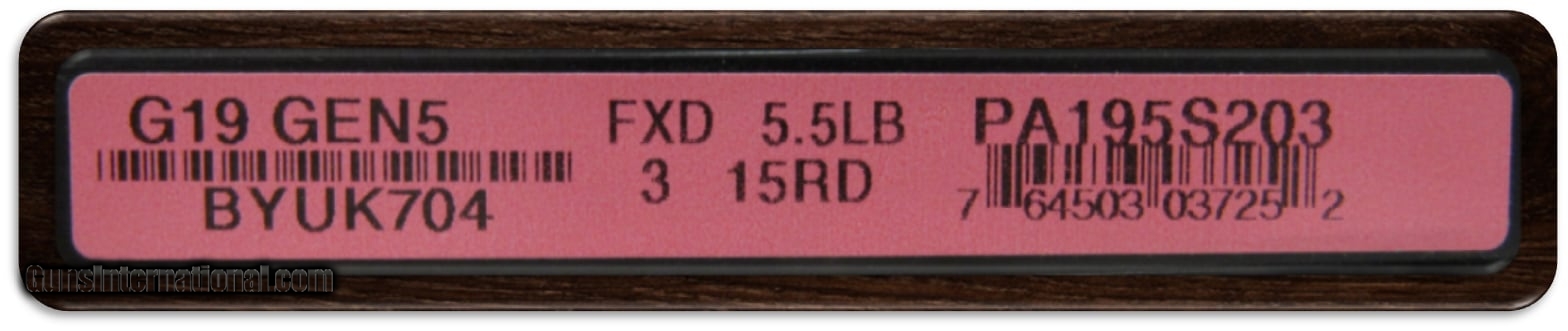 G19 GEN5
BYUK704
FXD 5.5LB
3 15RD
PA195S203
7 64503 03725 2
GunsInternational.com